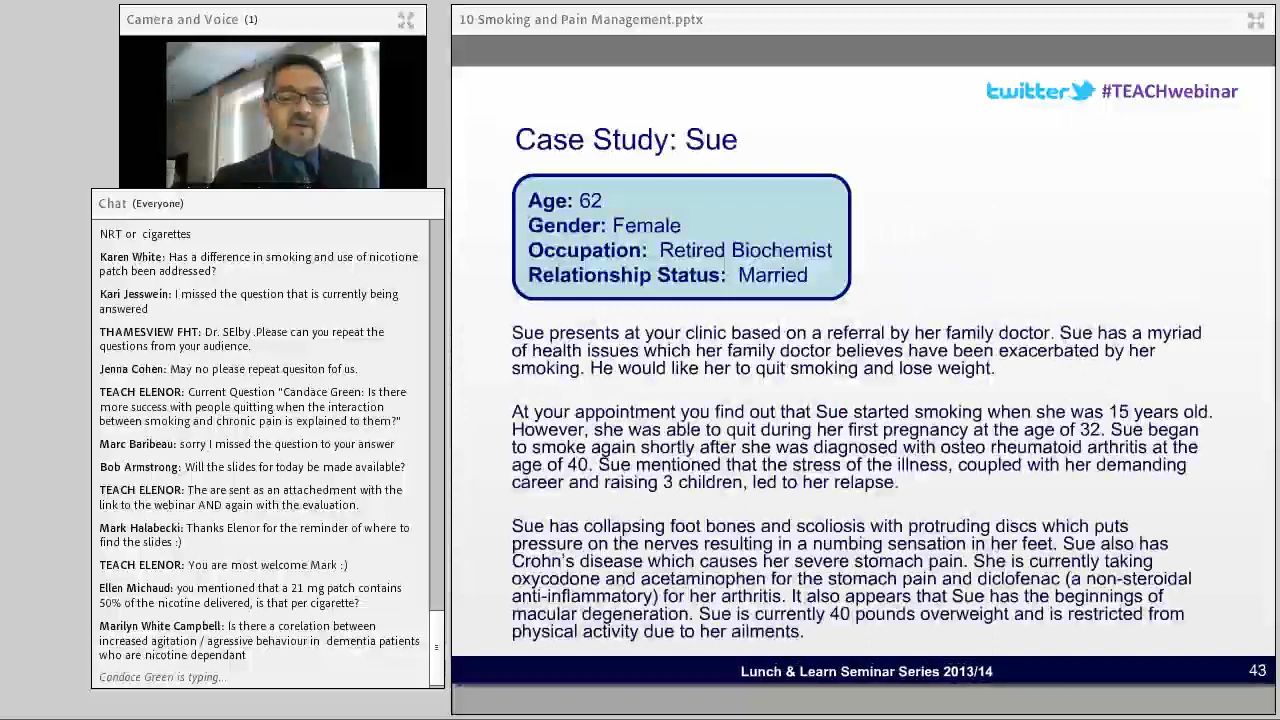 Camera and Voice (1)
10 Smoking and Pain Management.pptx
twitter #TEACHwebinar
Case Study: Sue
Age: 62
Gender: Female
Occupation: Retired Biochemist
Relationship Status: Married
Sue presents at your clinic based on a referral by her family doctor. Sue has a myriad
of health issues which her family doctor believes have been exacerbated by her
smoking. He would like her to quit smoking and lose weight.
At your appointment you find out that Sue started smoking when she was 15 years old.
However, she was able to quit during her first pregnancy at the age of 32. Sue began
to smoke again shortly after she was diagnosed with osteo rheumatoid arthritis at the
age of 40. Sue mentioned that the stress of the illness, coupled with her demanding
career and raising 3 children, led to her relapse.
Sue has collapsing foot bones and scoliosis with protruding discs which puts
pressure on the nerves resulting in a numbing sensation in her feet. Sue also has
Crohn's disease which causes her severe stomach pain. She is currently taking
oxycodone and acetaminophen for the stomach pain and diclofenac (a non-steroidal
anti-inflammatory) for her arthritis. It also appears that Sue has the beginnings of
macular degeneration. Sue is currently 40 pounds overweight and is restricted from
physical activity due to her ailments.
Lunch & Learn Seminar Series 2013/14
43
Chat (Everyone)
NRT or cigarettes
Karen White: Has a difference in smoking and use of nicotione
patch been addressed?
Kari Jesswein: I missed the question that is currently being
answered
THAMESVIEW FHT: Dr. SElby .Please can you repeat the
questions from your audience.
Jenna Cohen: May no please repeat quesiton fof us.
TEACH ELENOR: Current Question "Candace Green: Is there
more success with people quitting when the interaction
between smoking and chronic pain is explained to them?"
Marc Baribeau: sorry I missed the question to your answer
Bob Armstrong: Will the slides for today be made available?
TEACH ELENOR: The are sent as an attachedment with the
link to the webinar AND again with the evaluation.
Mark Halabecki: Thanks Elenor for the reminder of where to
find the slides :)
TEACH ELENOR: You are most welcome Mark :)
Ellen Michaud: you mentioned that a 21 mg patch contains
50% of the nicotine delivered, is that per cigarette?
Marilyn White Campbell: Is there a corelation between
increased agitation / agressive behaviour in dementia patients
who are nicotine dependant
Candace Green is typing...